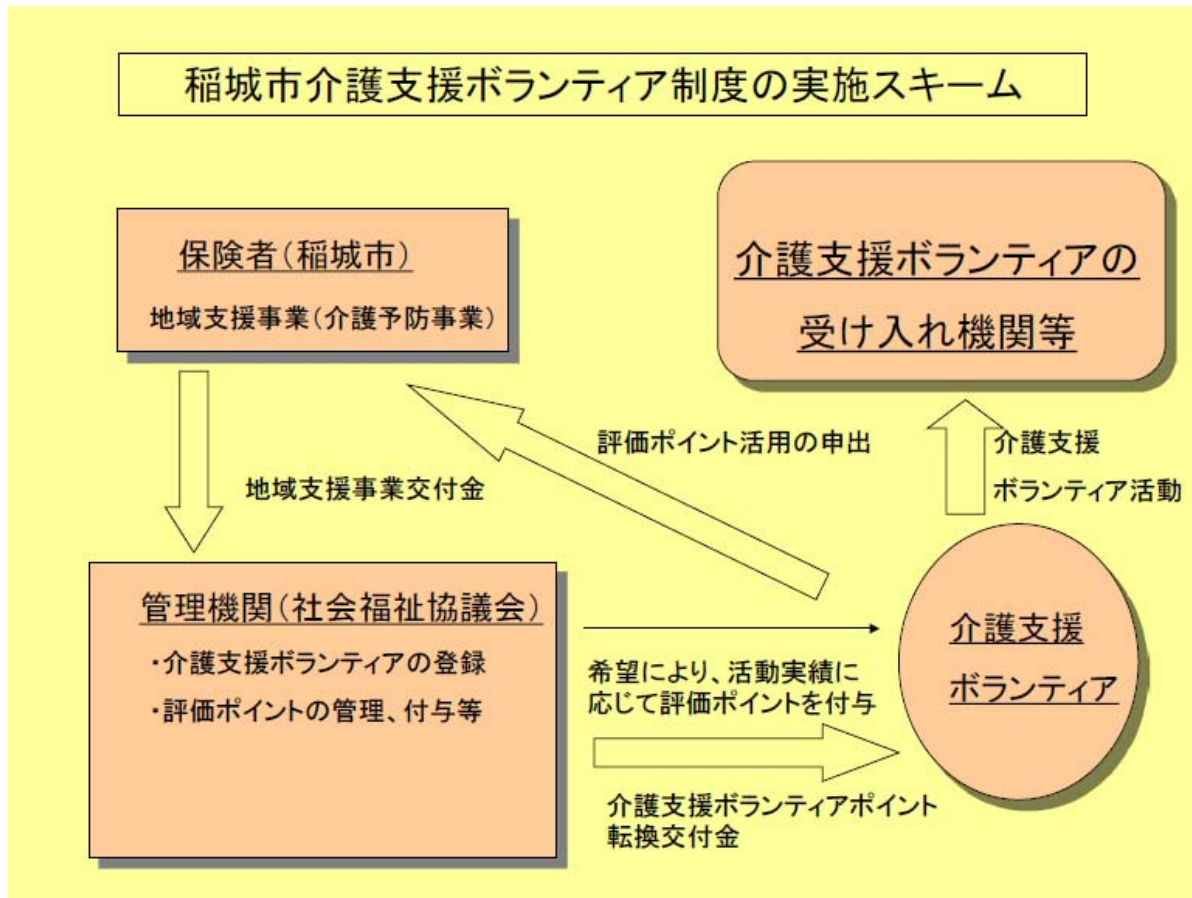 稲城市介護支援ボランティア制度の実施スキーム
保険者(稲城市)
地域支援事業(介護予防事業)
介護支援ボランティアの
受け入れ機関等
評価ポイント活用の申出
介護支援
ボランティア活動
地域支援事業交付金
管理機関(社会福祉協議会)
・介護支援ボランティアの登録
・評価ポイントの管理、付与等
希望により、活動実績に
応じて評価ポイントを付与
介護支援
ボランティア
介護支援ボランティアポイント
転換交付金